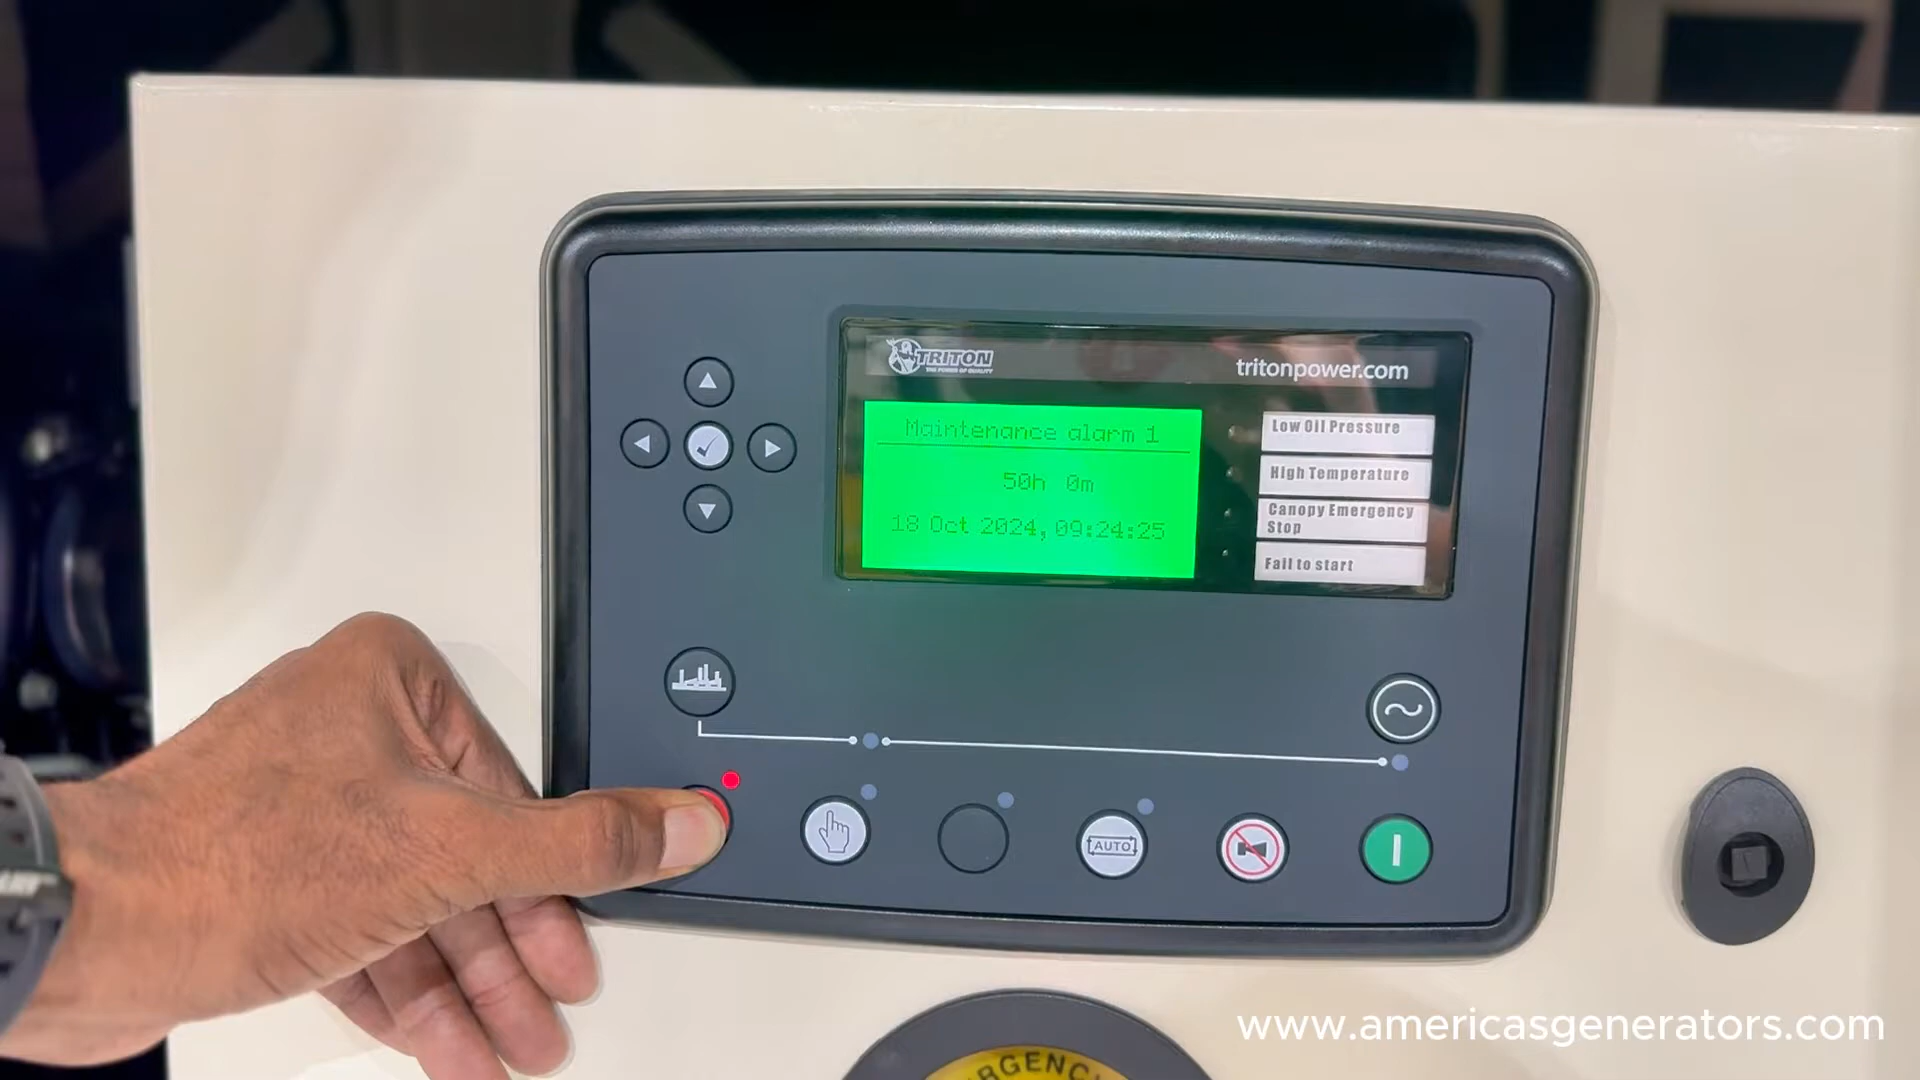 TRITON
THE POWER OF QUALITY
tritonpower.com
Maintenance alarm 1
50h 0m
18 Oct 2024, 09:24:25
Low Oil Pressure
High Temperature
Canopy Emergency
Stop
Fail to start
AUTO
www.americasgenerators.com